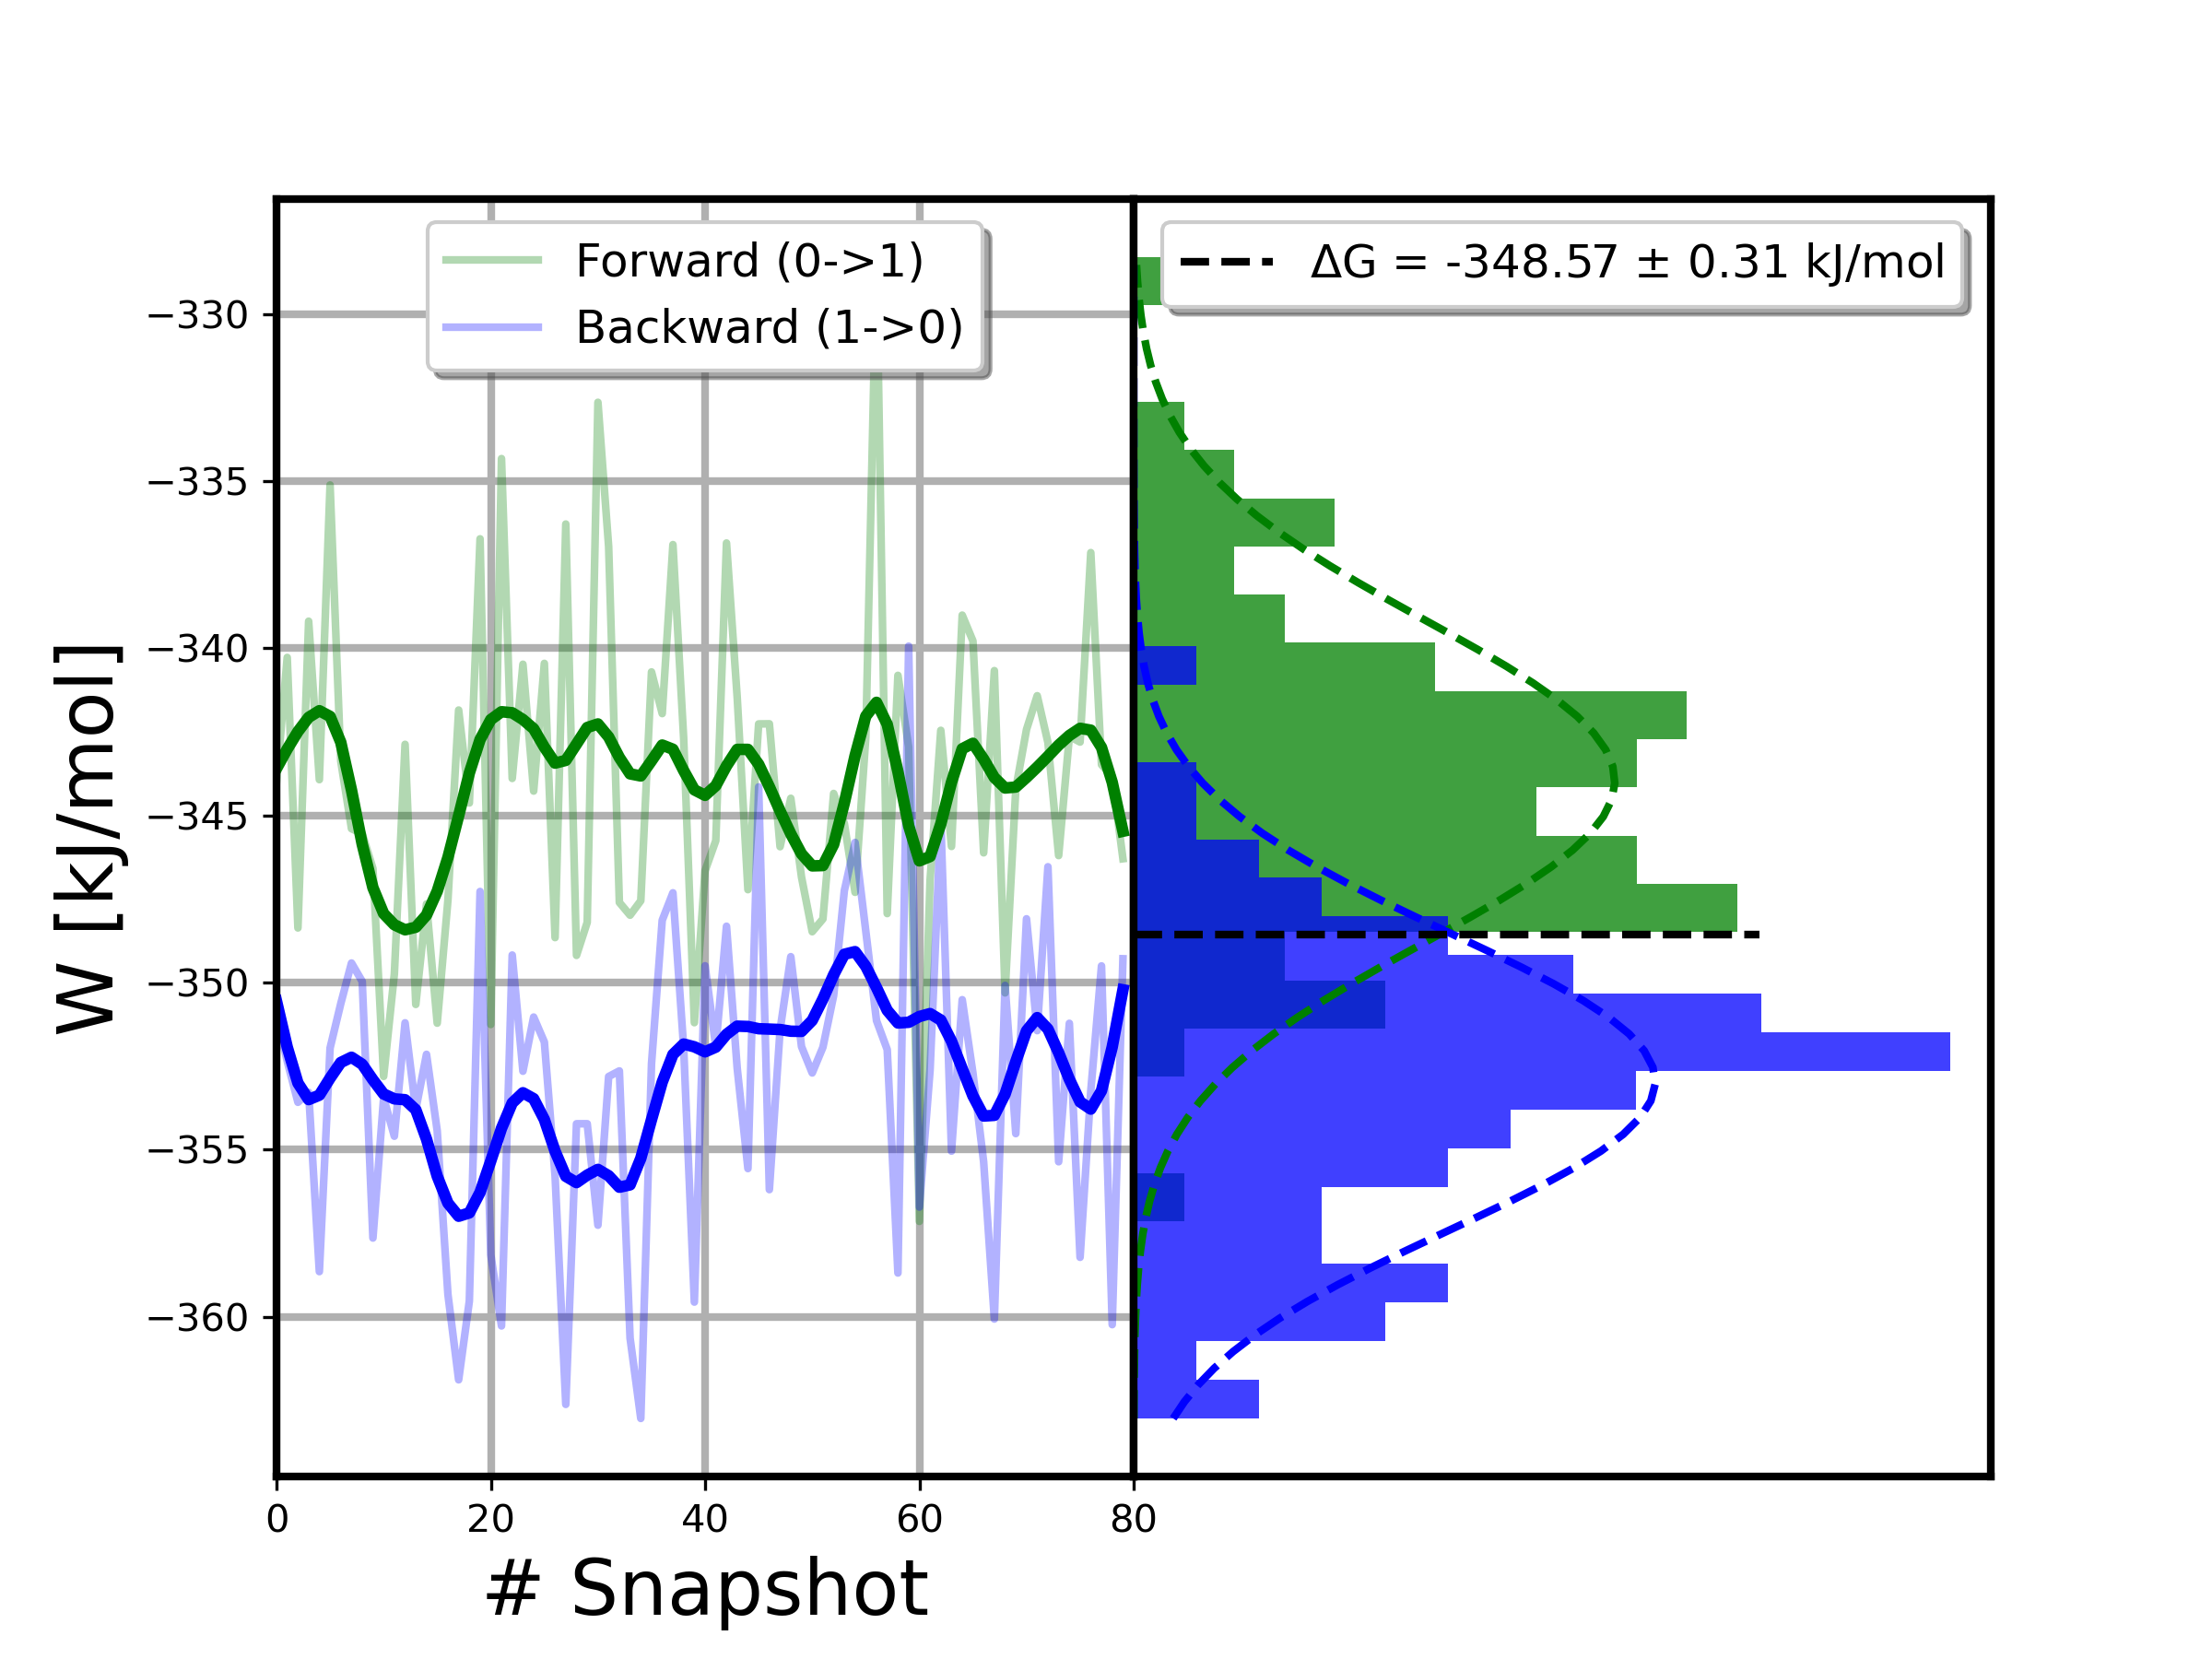 Forward (0->1)
Backward (1->0)
ΔG = -348.57 ± 0.31 kJ/mol
W [kJ/mol]
−330
−335
−340
−345
−350
−355
−360
0 20 40 60 80
# Snapshot